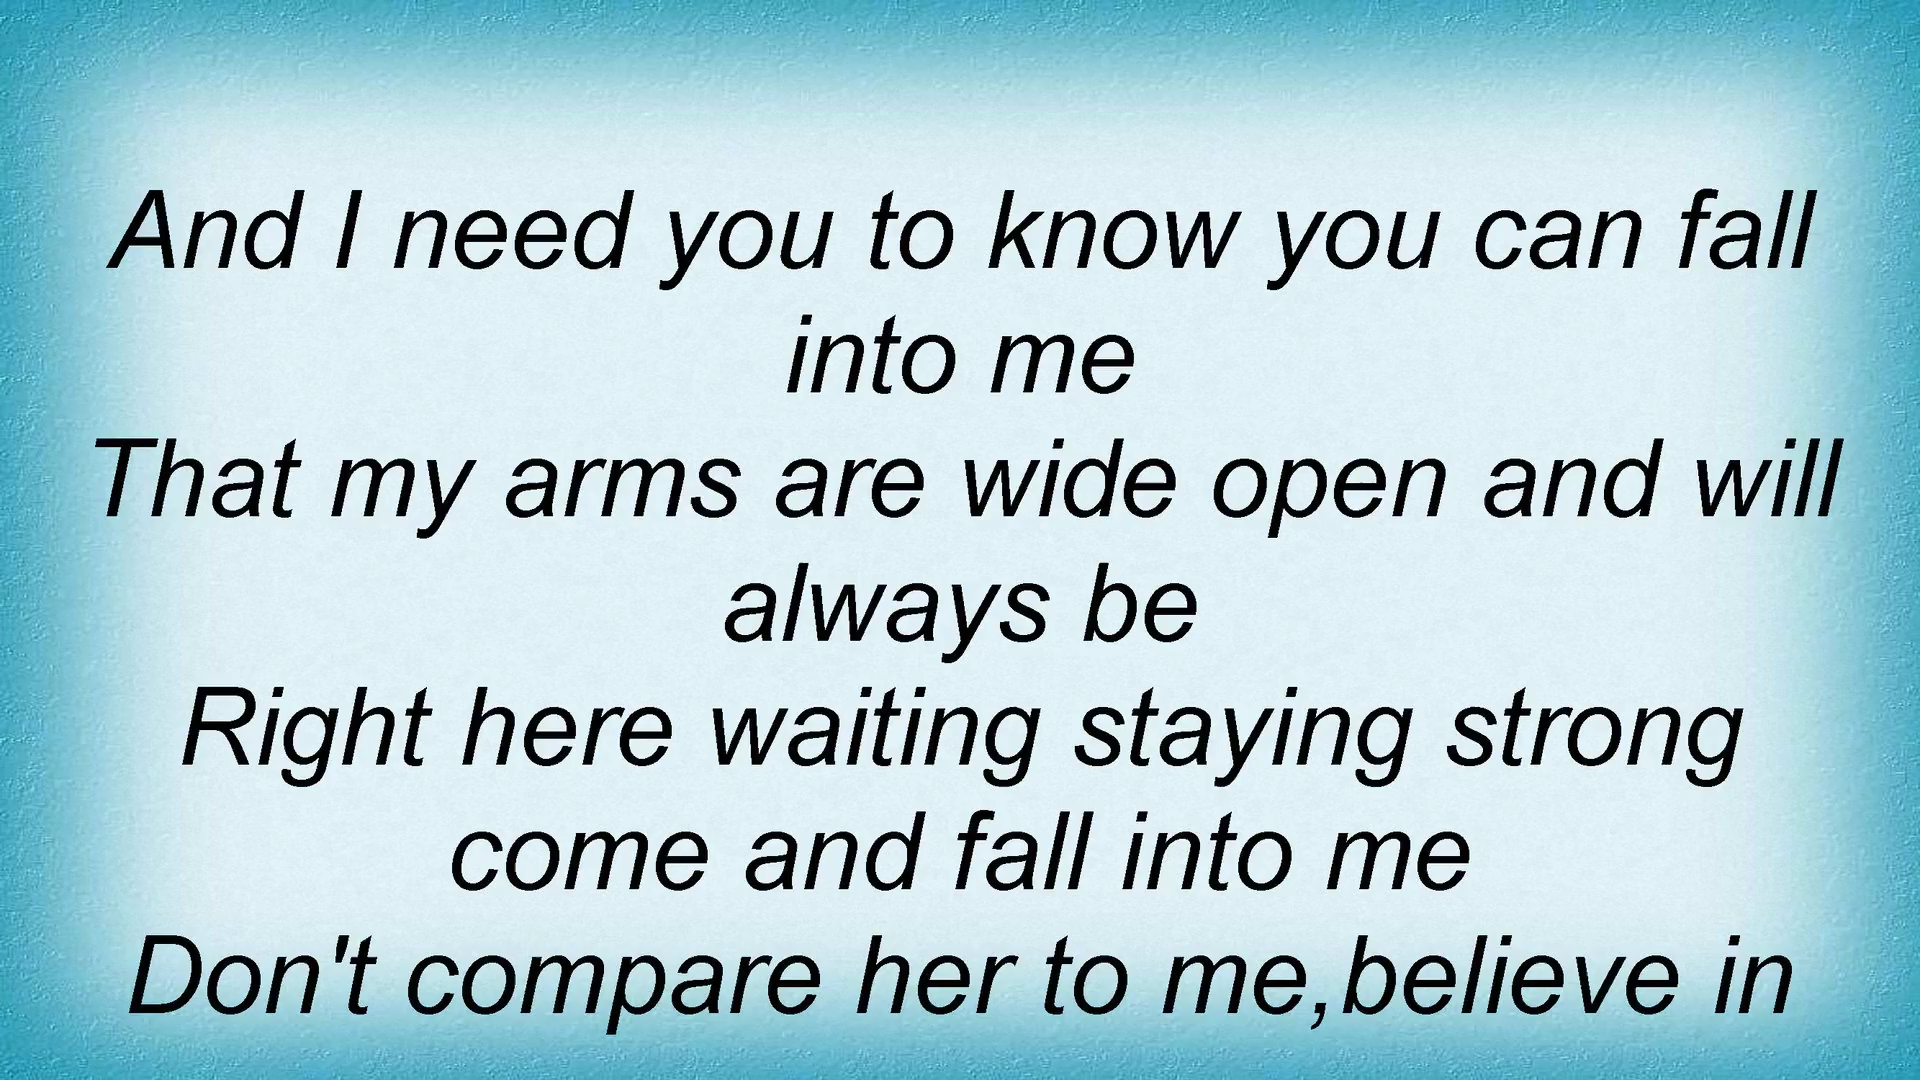 And I need you to know you can fall
into me
That my arms are wide open and will
always be
Right here waiting staying strong
come and fall into me
Don't compare her to me,believe in